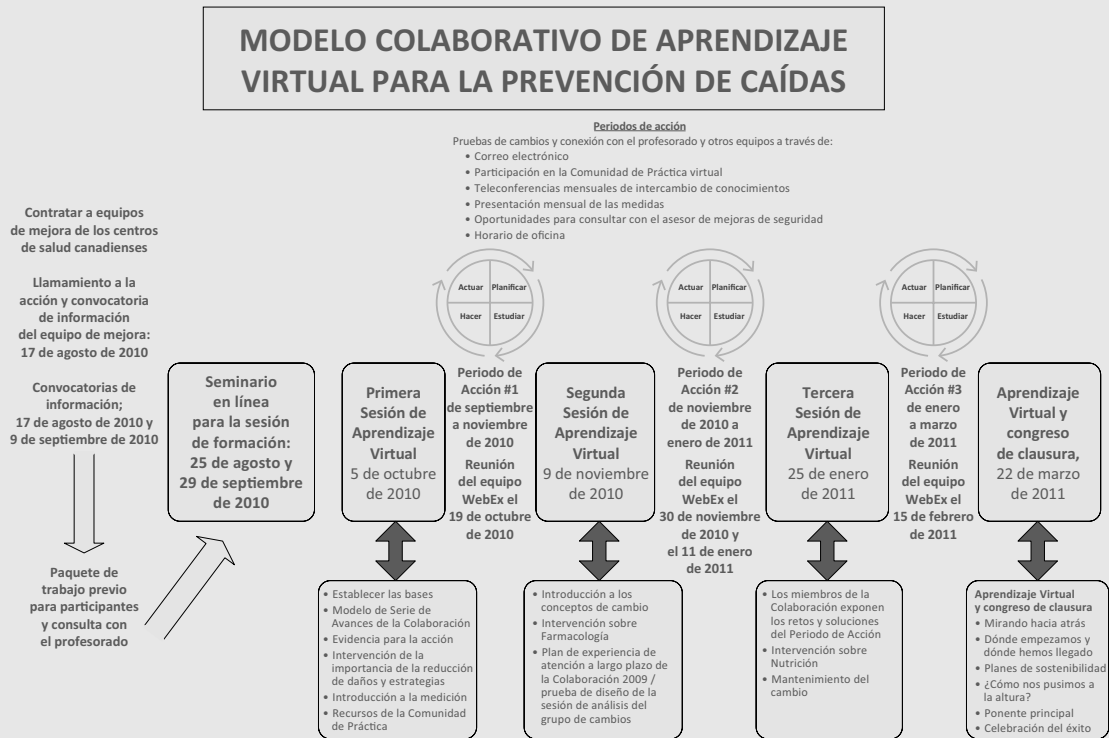 MODELO COLABORATIVO DE APRENDIZAJE
VIRTUAL PARA LA PREVENCIÓN DE CAÍDAS
Periodos de acción
Pruebas de cambios y conexión con el profesorado y otros equipos a través de:
• Correo electrónico
• Participación en la Comunidad de Práctica virtual
• Teleconferencias mensuales de intercambio de conocimientos
• Presentación mensual de las medidas
• Oportunidades para consultar con el asesor de mejoras de seguridad
• Horario de oficina
Contratar a equipos
de mejora de los centros
de salud canadienses
Llamamiento a la
acción y convocatoria
de información
del equipo de mejora:
17 de agosto de 2010
Convocatorias de
información;
17 de agosto de 2010 y
9 de septiembre de 2010
Paquete de
trabajo previo
para participantes
y consulta con
el profesorado
Seminario
en línea
para la sesión
de formación:
25 de agosto y
29 de septiembre
de 2010
Primera
Sesión de
Aprendizaje
Virtual
5 de octubre
de 2010
• Establecer las bases
• Modelo de Serie de
Avances de la Colaboración
• Evidencia para la acción
• Intervención de la
importancia de la reducción
de daños y estrategias
• Introducción a la medición
• Recursos de la Comunidad
de Práctica
Actuar Planificar
Hacer Estudiar
Periodo de
Acción #1
de septiembre
a noviembre
de 2010
Reunión
del equipo
WebEx el
19 de octubre
de 2010
Segunda
Sesión de
Aprendizaje
Virtual
9 de noviembre
de 2010
• Introducción a los
conceptos de cambio
• Intervención sobre
Farmacología
• Plan de experiencia de
atención a largo plazo de
la Colaboración 2009 /
prueba de diseño de la
sesión de análisis del
grupo de cambios
Actuar Planificar
Hacer Estudiar
Periodo de
Acción #2
de noviembre
de 2010 a
enero de 2011
Reunión
del equipo
WebEx el
30 de noviembre
de 2010 y
el 11 de enero
de 2011
Tercera
Sesión de
Aprendizaje
Virtual
25 de enero
de 2011
• Los miembros de la
Colaboración exponen
los retos y soluciones
del Periodo de Acción
• Intervención sobre
Nutrición
• Mantenimiento del
cambio
Actuar Planificar
Hacer Estudiar
Periodo de
Acción #3
de enero
a marzo
de 2011
Reunión
del equipo
WebEx el
15 de febrero
de 2011
Aprendizaje
Virtual y
congreso
de clausura,
22 de marzo
de 2011
Aprendizaje Virtual
y congreso de clausura
• Mirando hacia atrás
• Dónde empezamos y
dónde hemos llegado
• Planes de sostenibilidad
• ¿Cómo nos pusimos a
la altura?
• Ponente principal
• Celebración del éxito